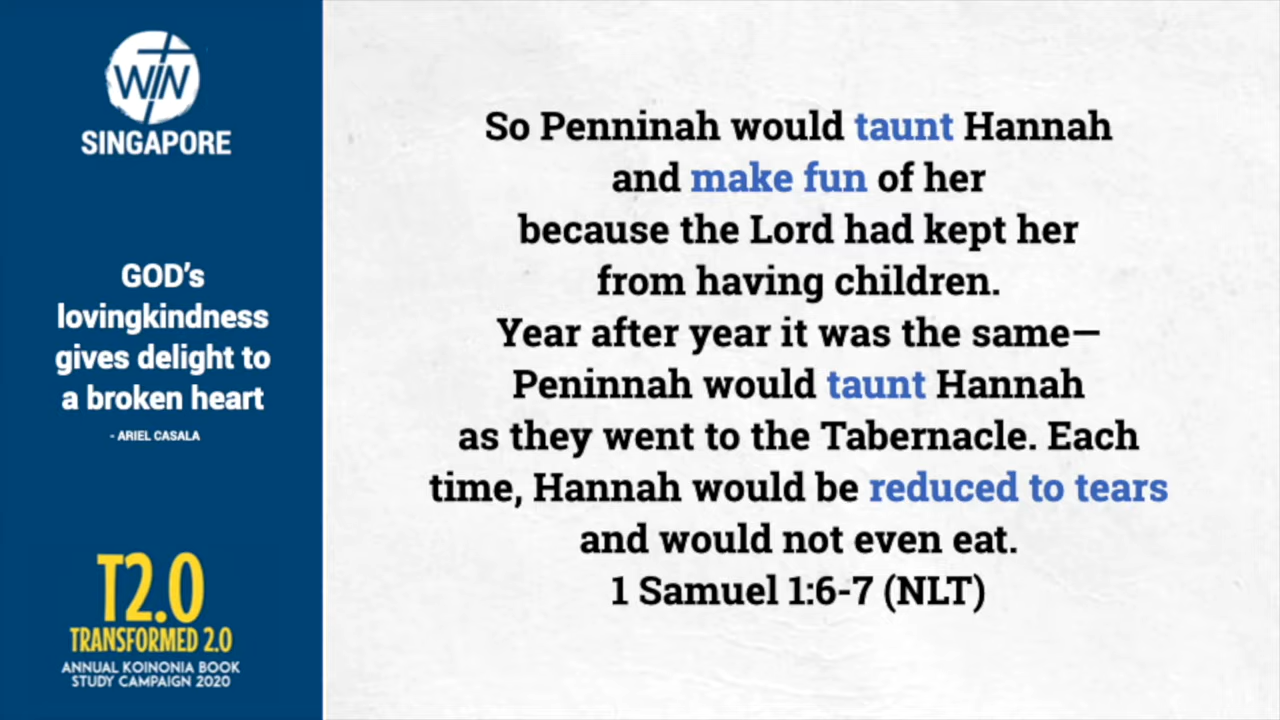 WIN
SINGAPORE
GOD's
lovingkindness
gives delight to
a broken heart
- ARIEL CASALA
T2.0
TRANSFORMED 2.0
ANNUAL KOINONIA BOOK
STUDY CAMPAIGN 2020
So Penninah would taunt Hannah
and make fun of her
because the Lord had kept her
from having children.
Year after year it was the same—
Peninnah would taunt Hannah
as they went to the Tabernacle. Each
time, Hannah would be reduced to tears
and would not even eat.
1 Samuel 1:6-7 (NLT)